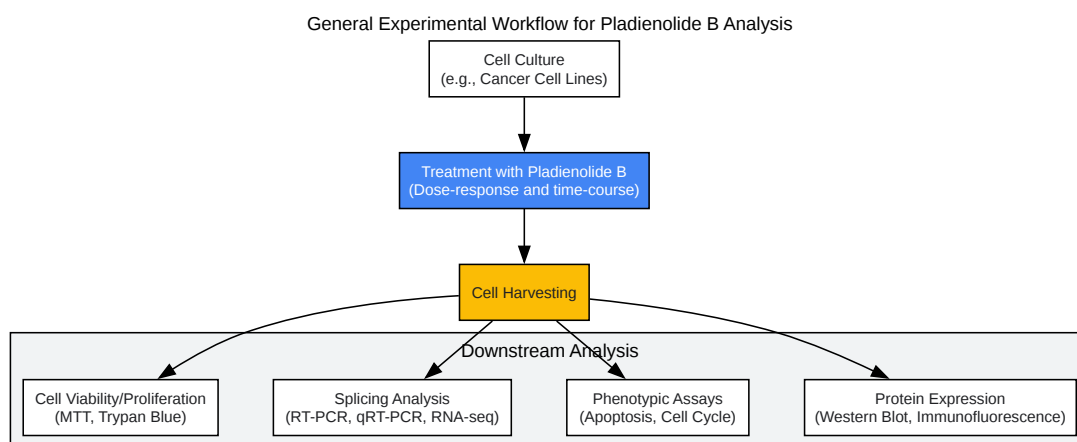 General Experimental Workflow for Pladienolide B Analysis
Cell Culture
(e.g., Cancer Cell Lines)
Treatment with Pladienolide B
(Dose-response and time-course)
Cell Harvesting
Downstream Analysis
Cell Viability/Proliferation
(MTT, Trypan Blue)
Splicing Analysis
(RT-PCR, qRT-PCR, RNA-seq)
Phenotypic Assays
(Apoptosis, Cell Cycle)
Protein Expression
(Western Blot, Immunofluorescence)